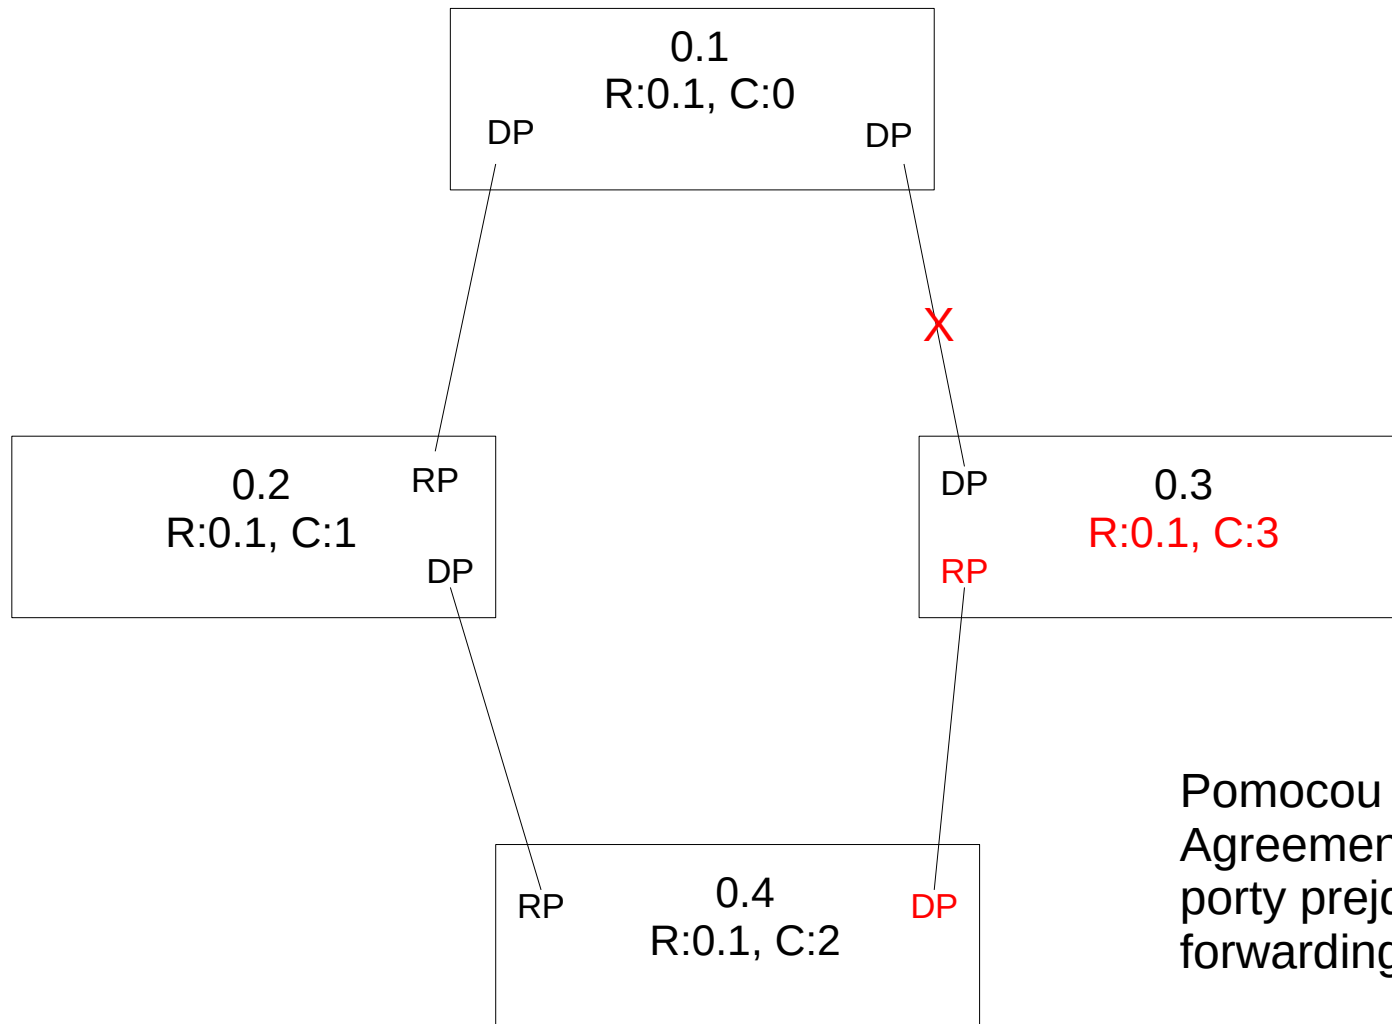 0.1
R:0.1, C:0
DP
DP
X
0.2
R:0.1, C:1
RP
DP
DP
0.3
R:0.1, C:3
RP
Pomocou
RP
0.4
R:0.1, C:2
DP
porty